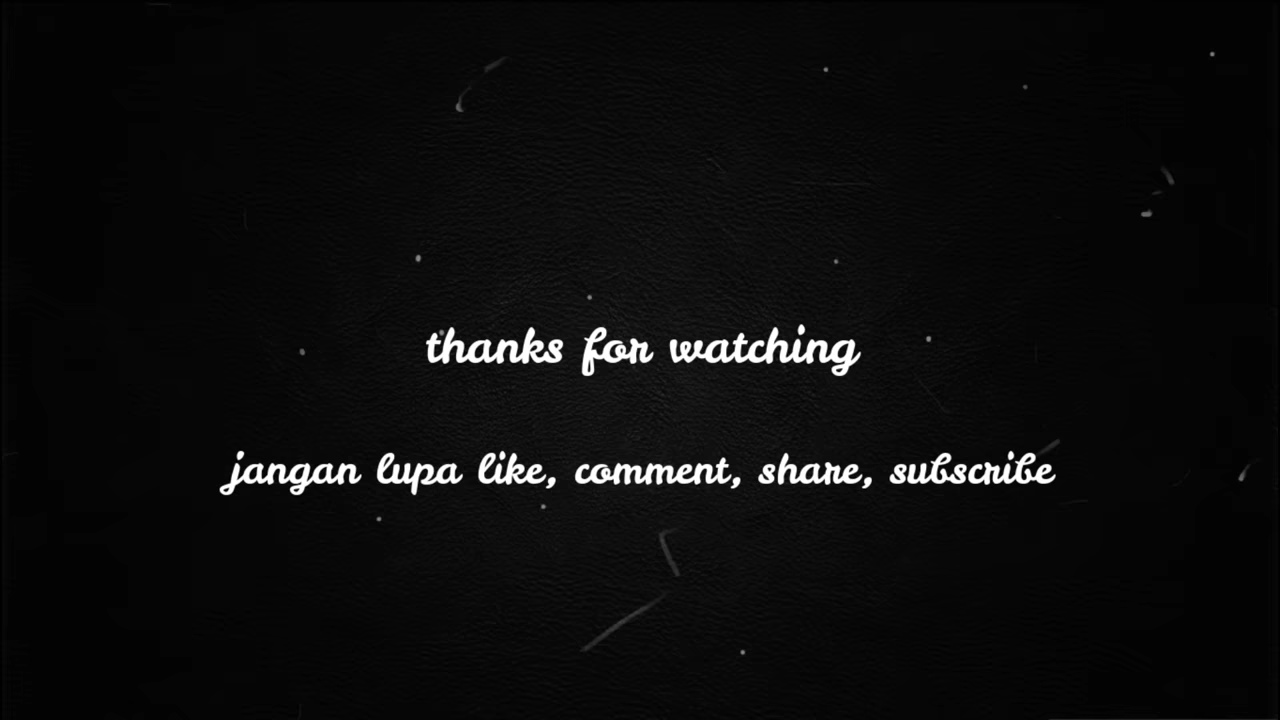 thanks for watching
jangan lupa like, comment, share, subscribe